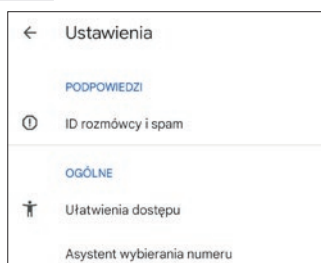 Ustawienia
PODPOWIEDZI
ID rozmówcy i spam
OGÓLNE
Ułatwienia dostępu
Asystent wybierania numeru